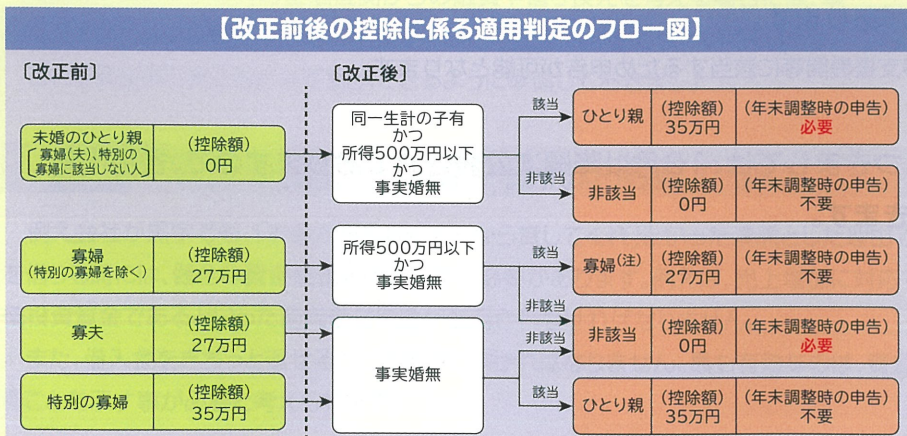 【改正前後の控除に係る適用判定のフロー図】
〔改正前〕
〔改正後〕
未婚のひとり親
寡婦(夫)、特別の
寡婦に該当しない人
(控除額)
0円
同一生計の子有
かつ
所得500万円以下
かつ
事実婚無
該当
ひとり親
(控除額)
35万円
(年末調整時の申告)
必要
非該当
非該当
(控除額)
0円
(年末調整時の申告)
不要
寡婦
(特別の寡婦を除く)
(控除額)
27万円
所得500万円以下
かつ
事実婚無
該当
寡婦(注)
(控除額)
27万円
(年末調整時の申告)
不要
非該当
寡夫
(控除額)
27万円
事実婚無
非該当
非該当
(控除額)
0円
(年末調整時の申告)
必要
特別の寡婦
(控除額)
35万円
該当
ひとり親
(控除額)
35万円
(年末調整時の申告)
不要